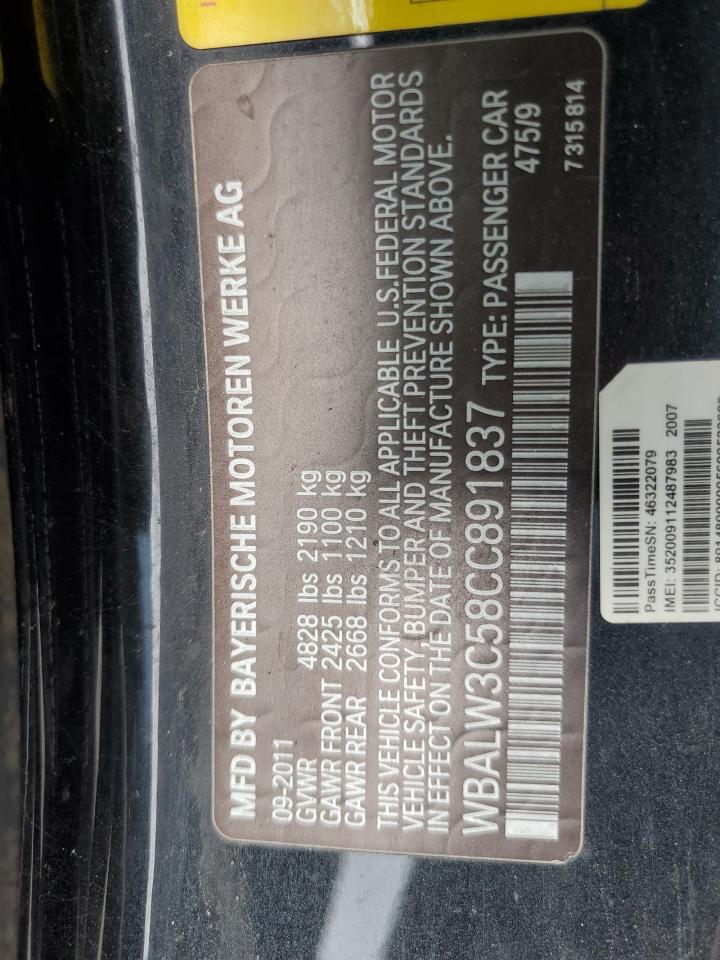 MFD BY BAYERISCHE MOTOREN WERKE AG
09-2011
GVWR 4828 lbs 2190 kg
GAWR FRONT 2425 lbs 1100 kg
GAWR REAR 2668 lbs 1210 kg
THIS VEHICLE CONFORMS TO ALL APPLICABLE U.S. FEDERAL MOTOR
VEHICLE SAFETY, BUMPER AND THEFT PREVENTION STANDARDS
IN EFFECT ON THE DATE OF MANUFACTURE SHOWN ABOVE.
WBALW3C58CC891837 TYPE: PASSENGER CAR
475/9
7 315 814
PassTimeSN: 46322079
IMEI: 352009112487983 2007